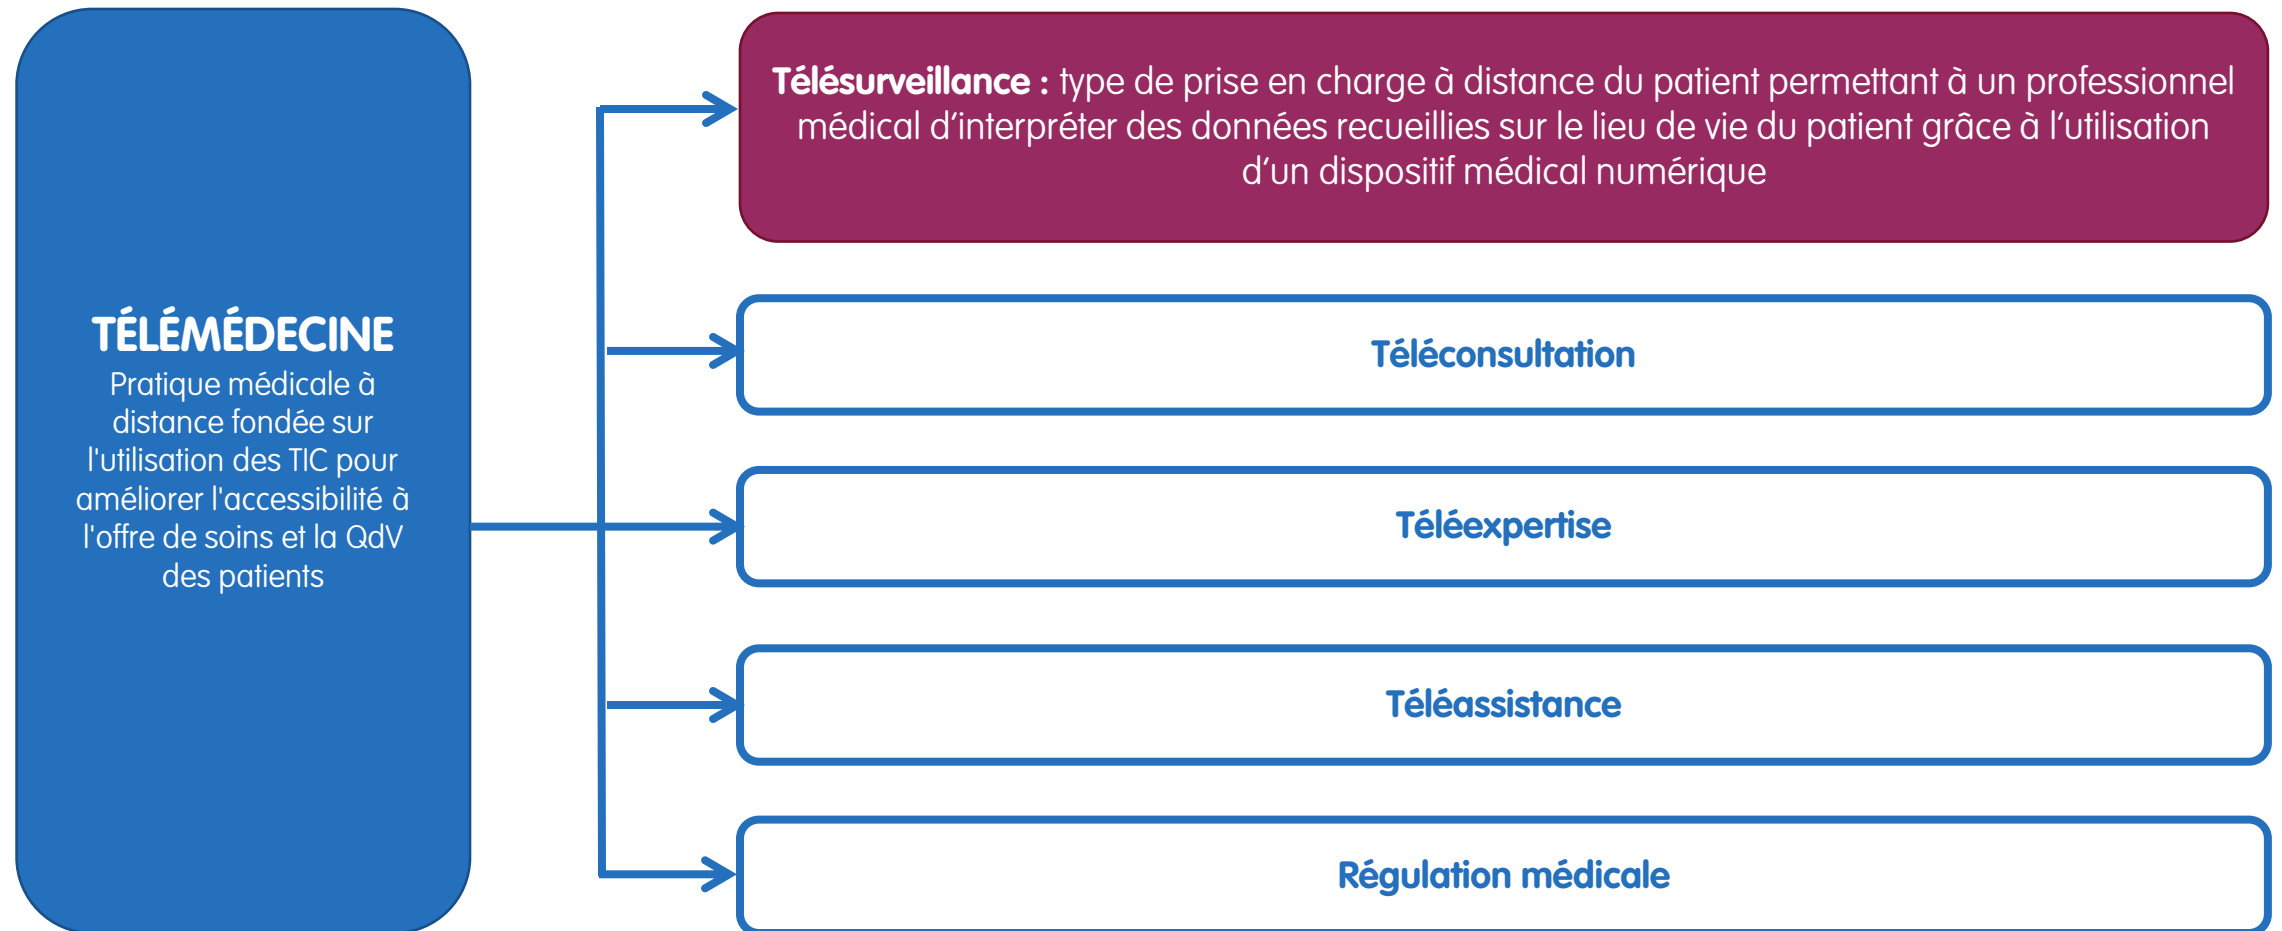 TÉLÉMÉDECINE
Pratique médicale à
distance fondée sur
l'utilisation des TIC pour
améliorer l'accessibilité à
l'offre de soins et la QdV
des patients
Télésurveillance : type de prise en charge à distance du patient permettant à un professionnel
médical d’interpréter des données recueillies sur le lieu de vie du patient grâce à l’utilisation
d’un dispositif médical numérique
Téléconsultation
Téléexpertise
Téléassistance
Régulation médicale